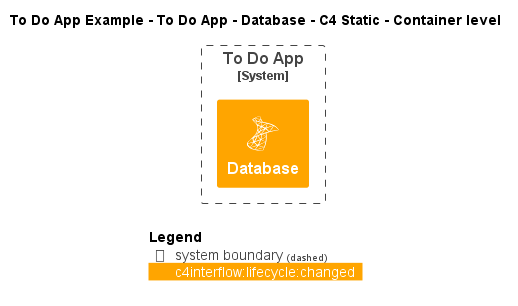 To Do App Example - To Do App - Database - C4 Static - Container level
To Do App
[System]
Database
Legend
system boundary (dashed)
c4interflow:lifecycle:changed